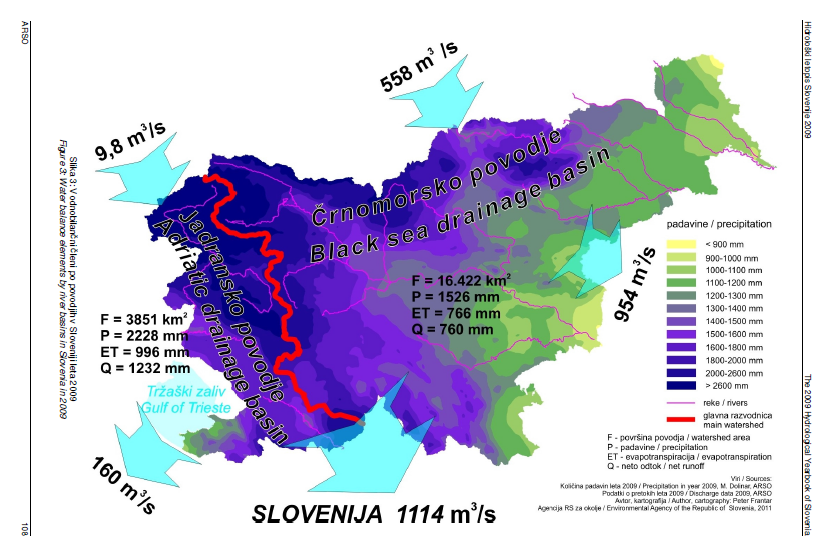 ARSO
108
Slika 3: Vodnobilančni členi po povodjih v Sloveniji leta 2009
Figure 3: Water balance elements by river basins in Slovenia in 2009
Hidrološki letopis Slovenije 2009
The 2009 Hydrological Yearbook of Slovenia
558 m³/s
9,8 m³/s
Črnomorsko povodje
Black sea drainage basin
Jadransko povodje
Adriatic drainage basin
F = 16.422 km²
P = 1526 mm
ET = 766 mm
Q = 760 mm
954 m³/s
F = 3851 km²
P = 2228 mm
ET = 996 mm
Q = 1232 mm
Tržaški zaliv
Gulf of Trieste
160 m³/s
SLOVENIJA 1114 m³/s
padavine / precipitation
< 900 mm
900-1000 mm
1000-1100 mm
1100-1200 mm
1200-1300 mm
1300-1400 mm
1400-1500 mm
1500-1600 mm
1600-1800 mm
1800-2000 mm
2000-2600 mm
> 2600 mm
reke / rivers
glavna razvodnica
main watershed
F - površina povodja / watershed area
P - padavine / precipitation
ET - evapotranspiracija / evapotranspiration
Q - neto odtok / net runoff
Viri / Sources:
Količina padavin leta 2009 / Precipitation in year 2009, M. Dolinar, ARSO
Podatki o pretokih leta 2009 / Discharge data 2009, ARSO
Avtor, kartografija / Author, cartography: Peter Frantar
Agencija RS za okolje / Environmental Agency of the Republic of Slovenia, 2011